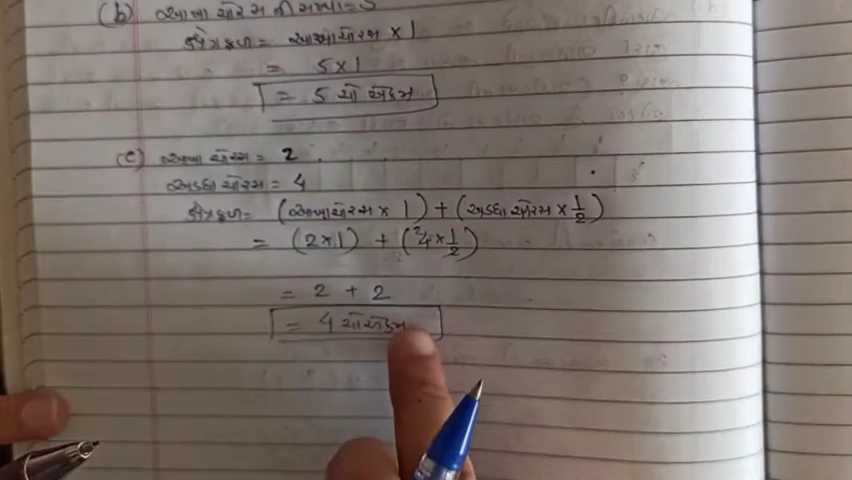 (b) આખા ચોરસ ની સંખ્યા = 5
ક્ષેત્રફળ = આખાચોરસ × 1
= 5 × 1
= 5 ચો એકમ
(c) આખા ચોરસ = 2
અડધા ચોરસ = 4
ક્ષેત્રફળ = (આખાચોરસ × 1) + (અડધા ચોરસ × 1/2)
= (2 × 1) + (4 × 1/2)
= 2 + 2
= 4 ચોએકમ